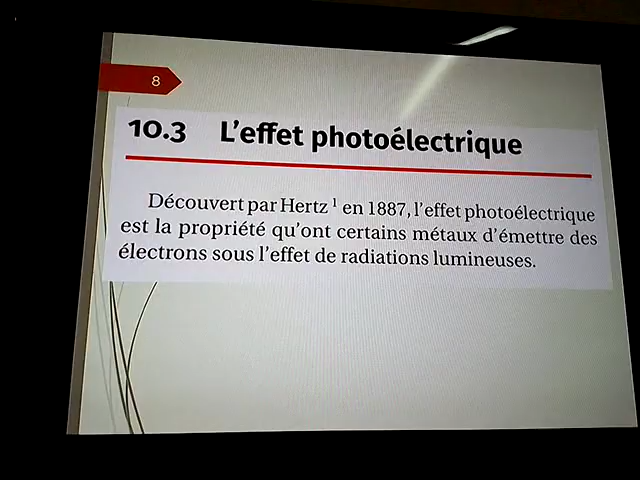 8
10.3 L'effet photoélectrique
Découvert par Hertz ¹ en 1887, l'effet photoélectrique
est la propriété qu'ont certains métaux d'émettre des
électrons sous l'effet de radiations lumineuses.